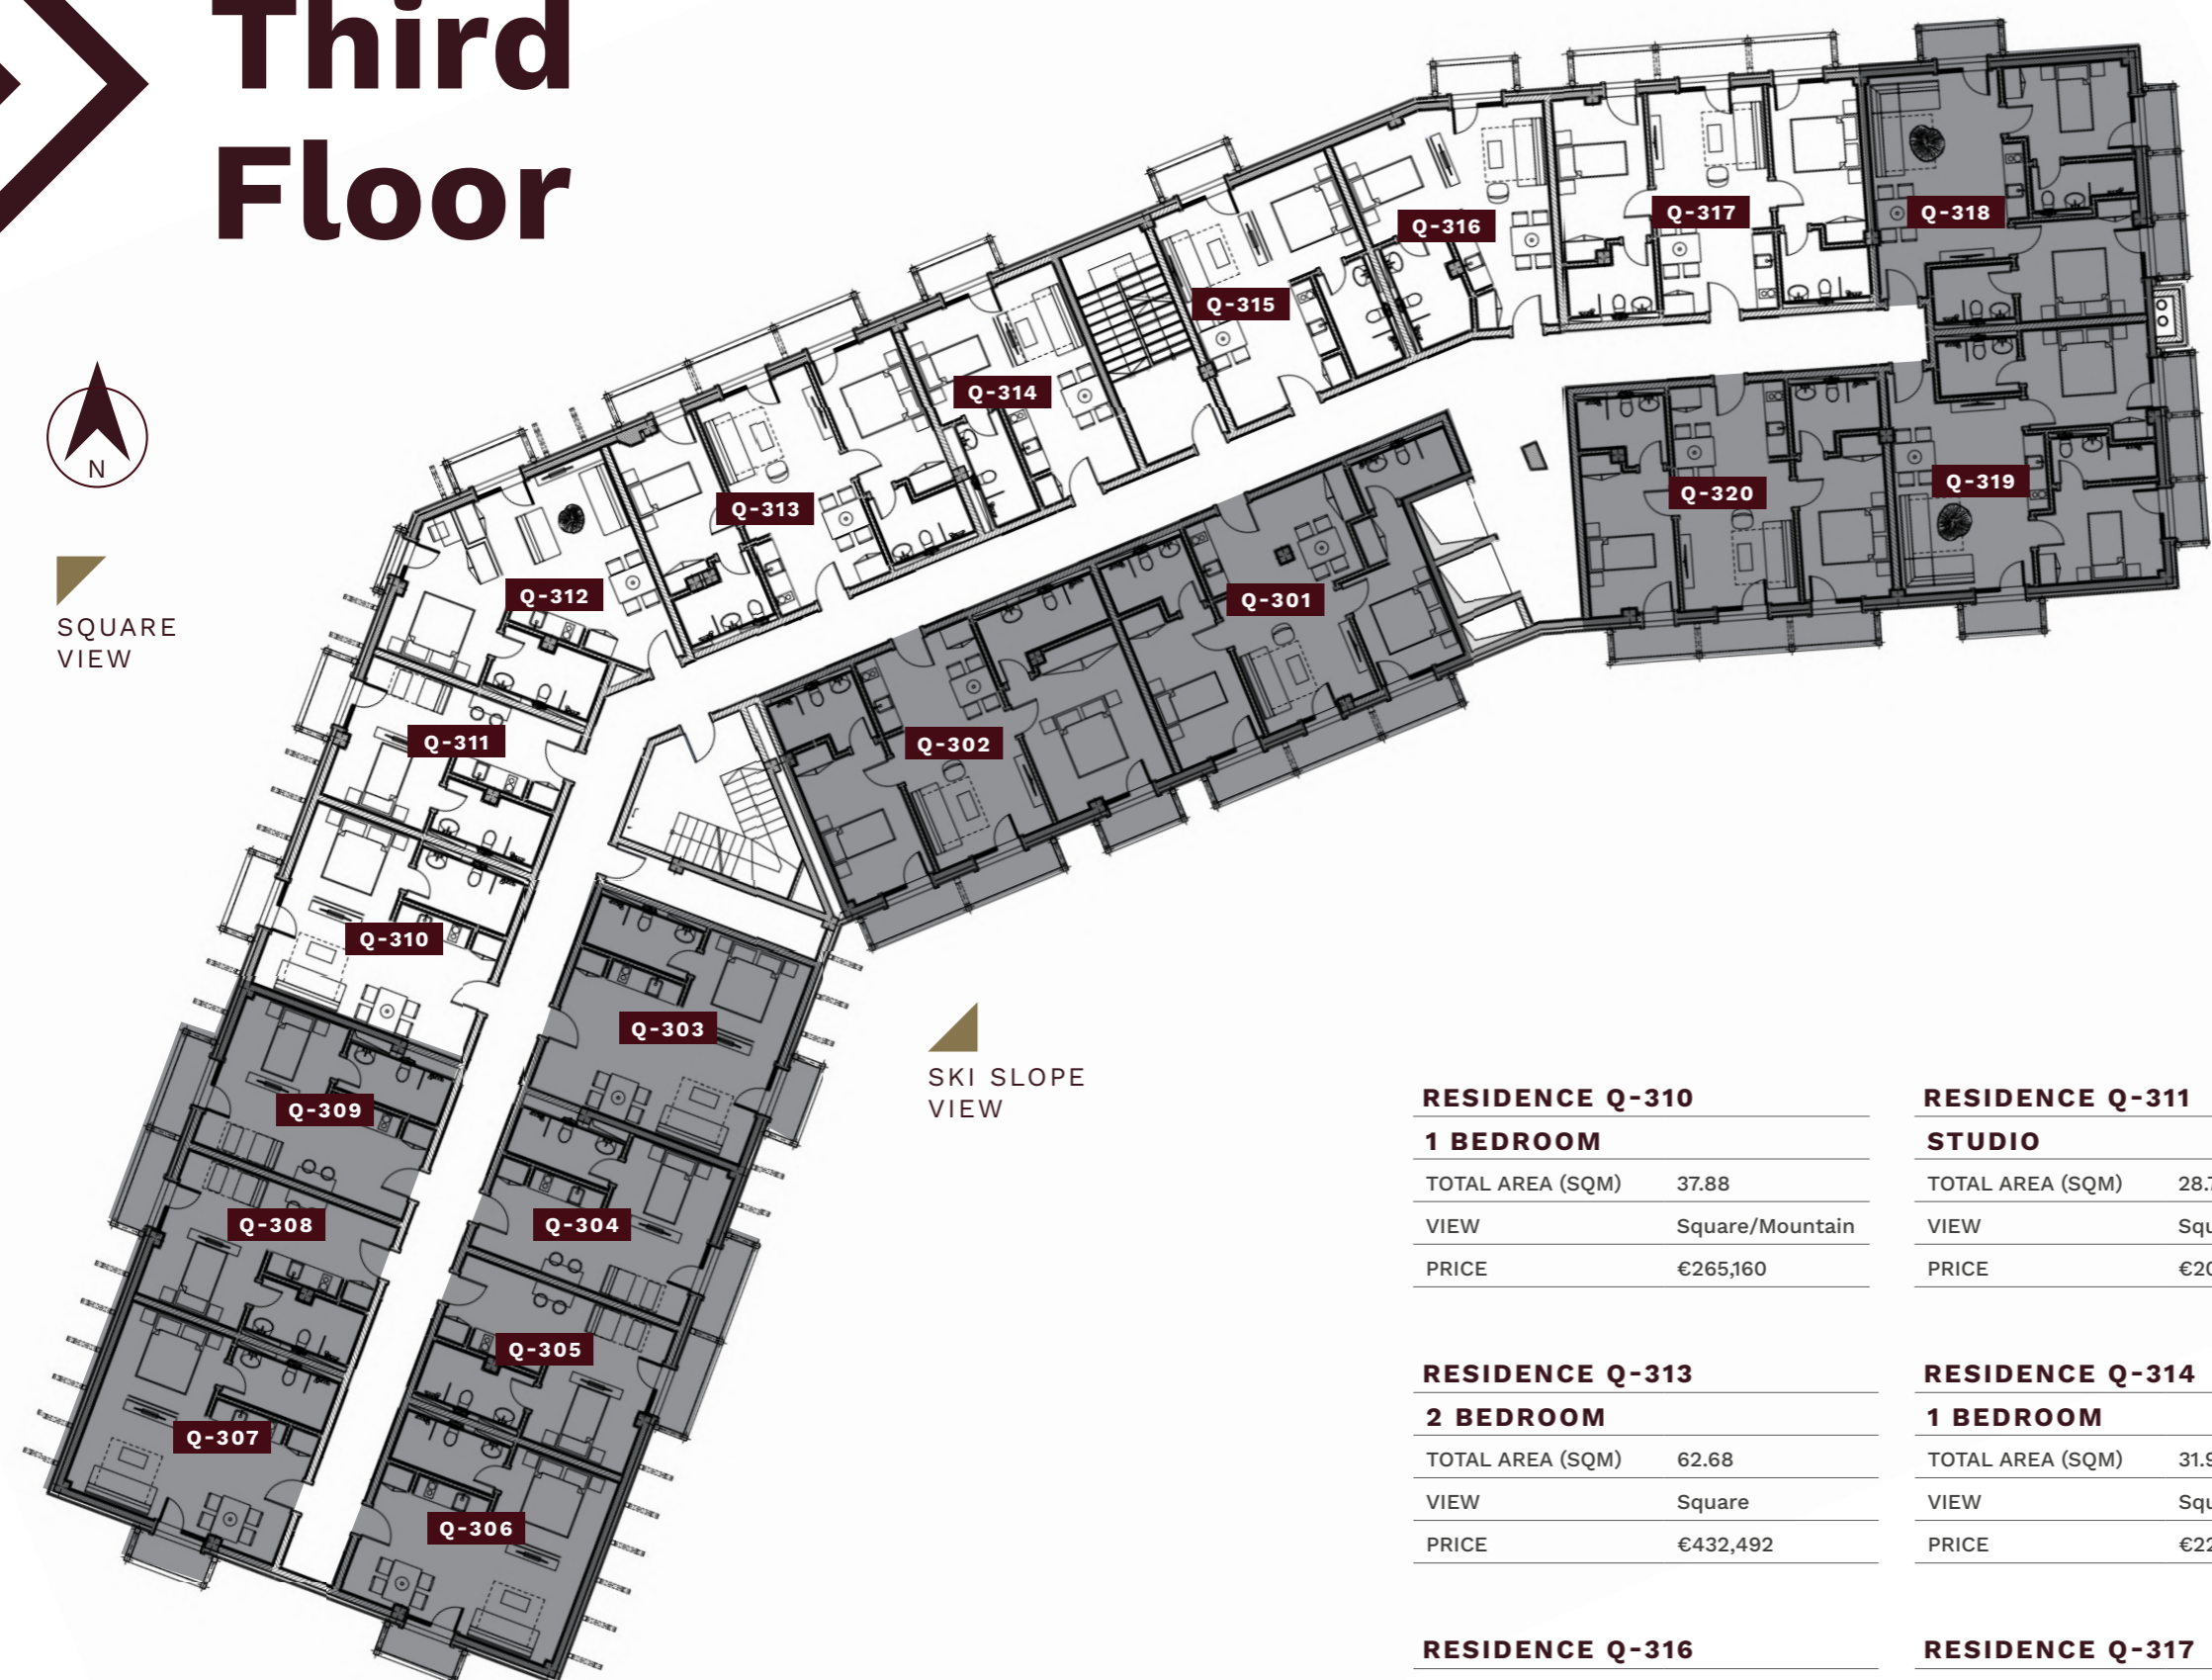 Third
Floor
N
SQUARE
VIEW
SKI SLOPE
VIEW
Q-318
Q-317
Q-316
Q-315
Q-314
Q-313
Q-312
Q-311
Q-310
Q-309
Q-308
Q-307
Q-306
Q-305
Q-304
Q-303
Q-302
Q-301
Q-320
Q-319
RESIDENCE Q-310
1 BEDROOM
TOTAL AREA (SQM) 37.88
VIEW Square/Mountain
PRICE €265,160
RESIDENCE Q-311
STUDIO
TOTAL AREA (SQM)
VIEW
PRICE
RESIDENCE Q-313
2 BEDROOM
TOTAL AREA (SQM) 62.68
VIEW Square
PRICE €432,492
RESIDENCE Q-314
1 BEDROOM
TOTAL AREA (SQM)
VIEW
PRICE
RESIDENCE Q-316
RESIDENCE Q-317